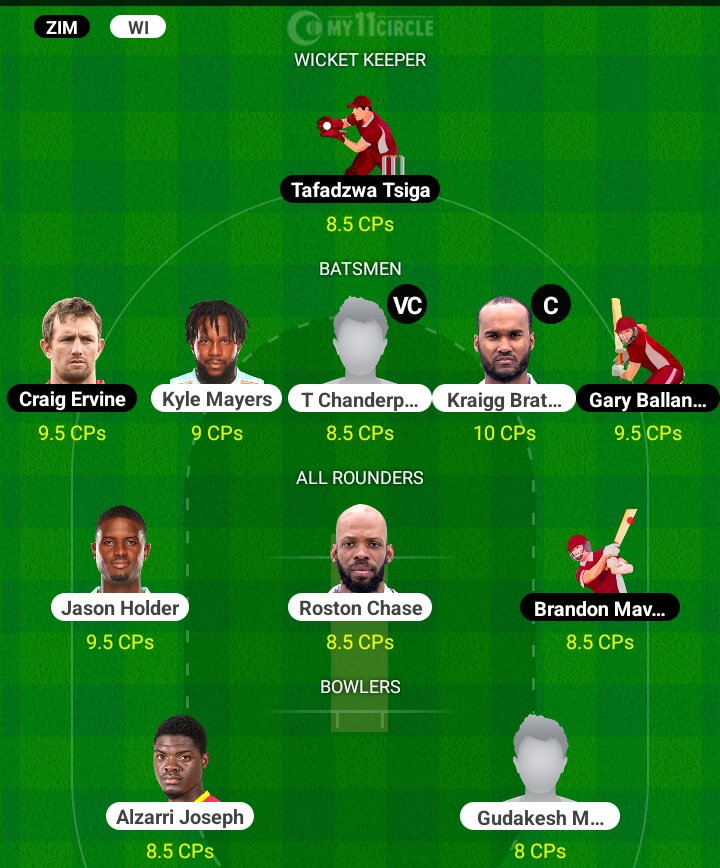 ZIM WI MY11CIRCLE
WICKET KEEPER
Tafadzwa Tsiga
8.5 CPs
BATSMEN
VC C
Craig Ervine Kyle Mayers T Chanderp... Kraigg Brat... Gary Ballan...
9.5 CPs 9 CPs 8.5 CPs 10 CPs 9.5 CPs
ALL ROUNDERS
Jason Holder Roston Chase Brandon Mav...
9.5 CPs 8.5 CPs 8.5 CPs
BOWLERS
Alzarri Joseph Gudakesh M...
8.5 CPs 8 CPs